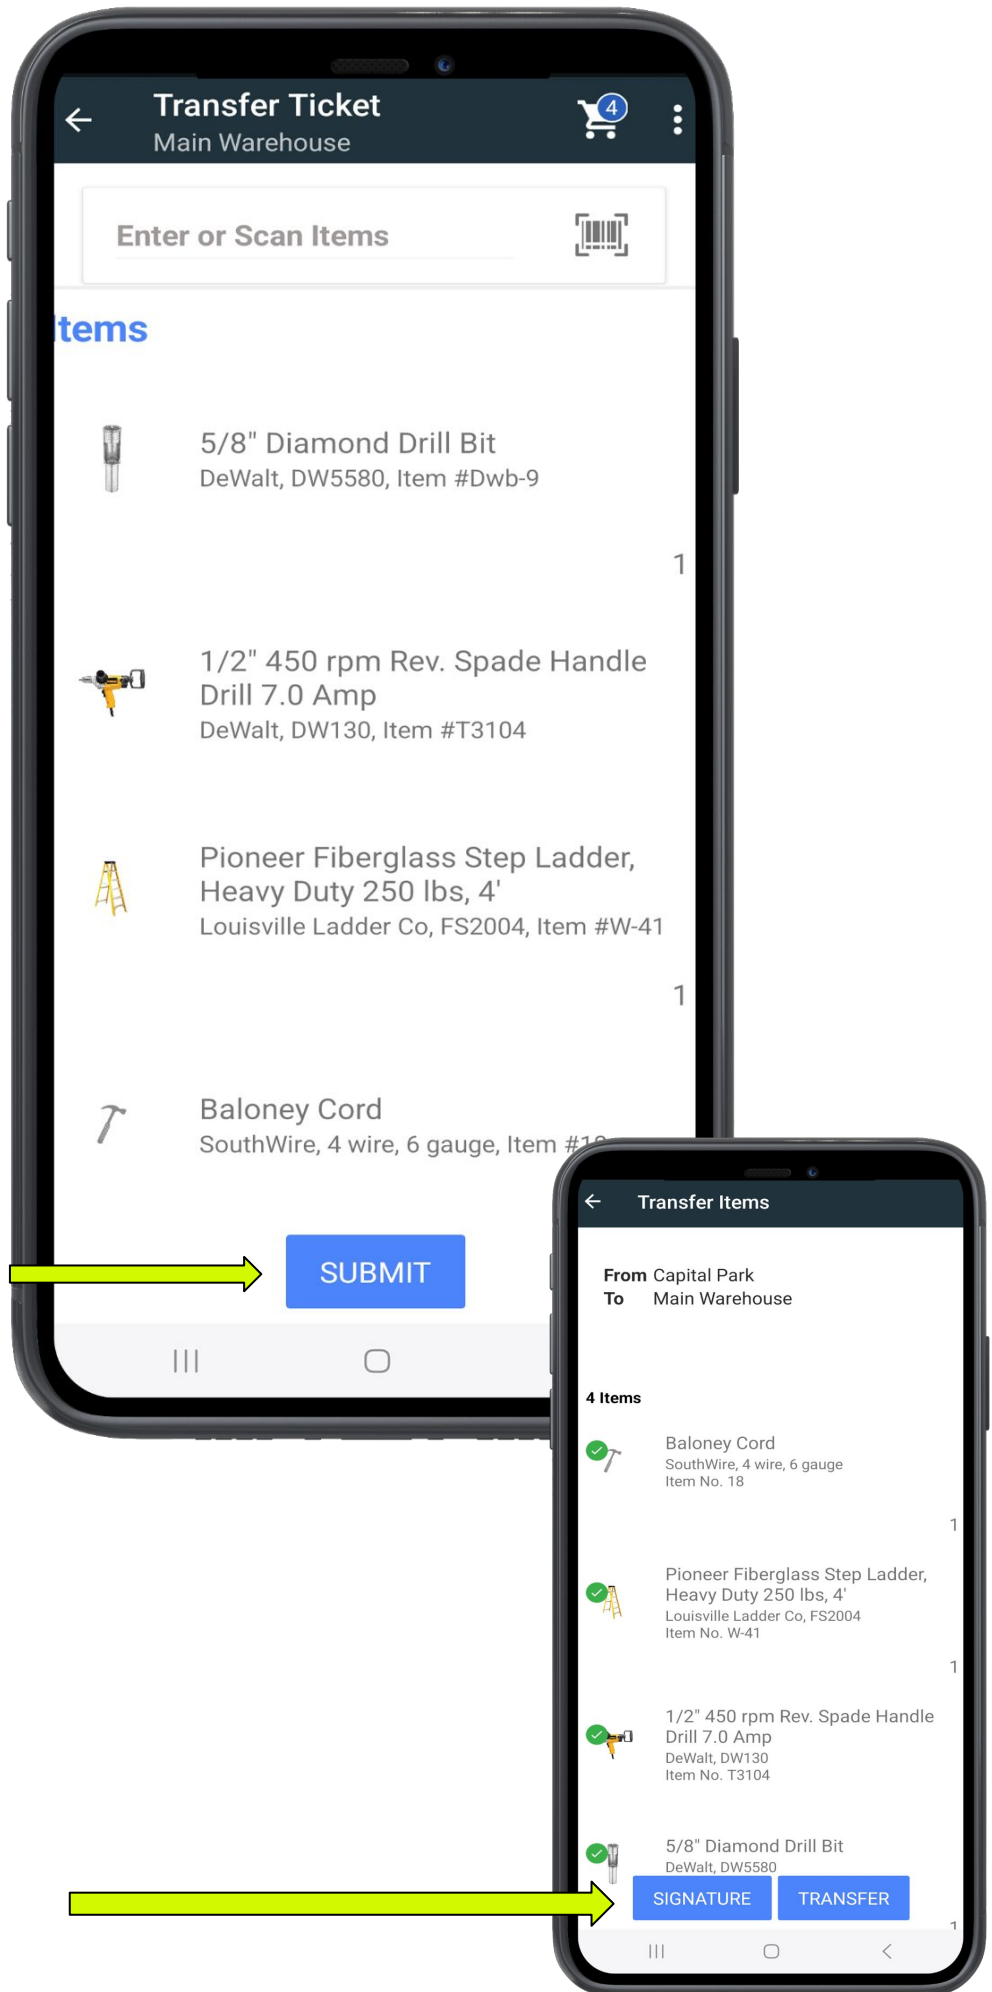 Transfer Ticket
4
Main Warehouse
Enter or Scan Items
tems
5/8" Diamond Drill Bit
DeWalt, DW5580, Item #Dwb-9
1
1/2" 450 rpm Rev. Spade Handle
Drill 7.0 Amp
DeWalt, DW130, Item #T3104
Pioneer Fiberglass Step Ladder,
Heavy Duty 250 lbs, 4'
Louisville Ladder Co, FS2004, Item #W-41
1
Baloney Cord
SouthWire, 4 wire, 6 gauge, Item #18
SUBMIT
Transfer Items
From Capital Park
To Main Warehouse
4 Items
Baloney Cord
SouthWire, 4 wire, 6 gauge
Item No. 18
1
Pioneer Fiberglass Step Ladder,
Heavy Duty 250 lbs, 4'
Louisville Ladder Co, FS2004
Item No. W-41
1
1/2" 450 rpm Rev. Spade Handle
Drill 7.0 Amp
DeWalt, DW130
Item No. T3104
5/8" Diamond Drill Bit
DeWalt, DW5580
SIGNATURE
TRANSFER
1